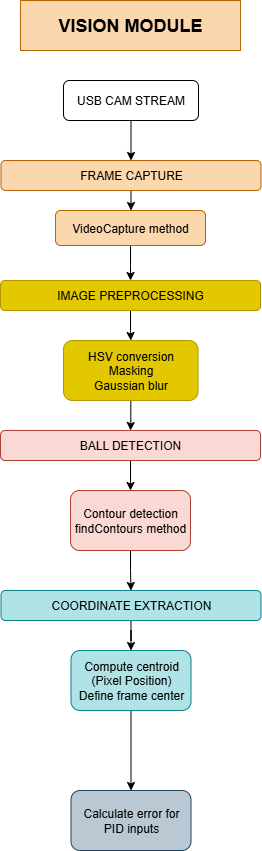 VISION MODULE
USB CAM STREAM
FRAME CAPTURE
VideoCapture method
IMAGE PREPROCESSING
HSV conversion
Masking
Gaussian blur
BALL DETECTION
Contour detection
findContours method
COORDINATE EXTRACTION
Compute centroid
(Pixel Position)
Define frame center
Calculate error for
PID inputs